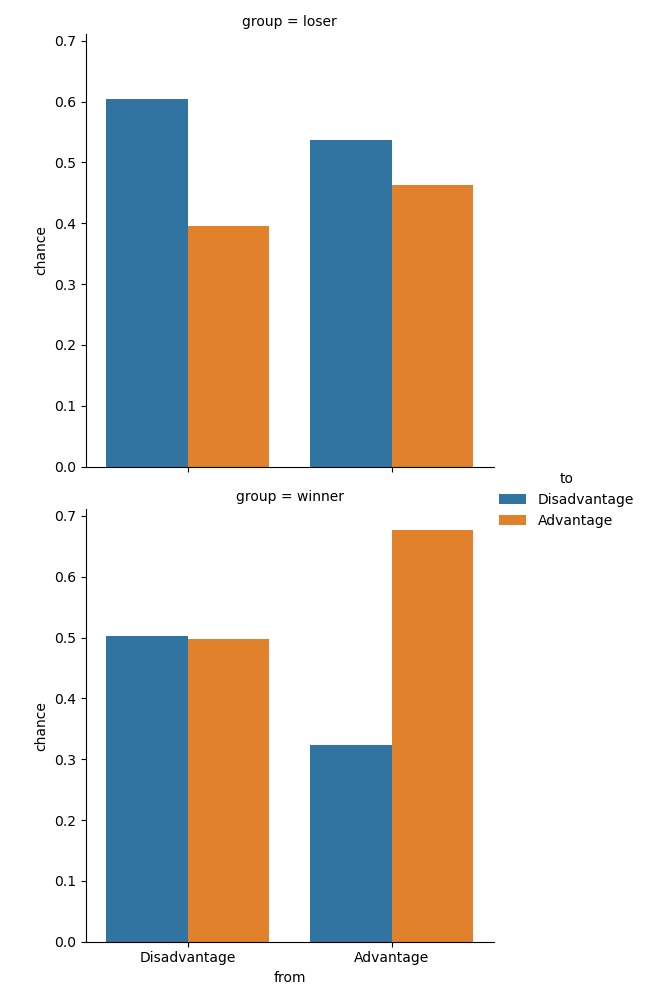 group = loser
0.7
0.6
0.5
0.4
0.3
0.2
0.1
0.0
chance
group = winner
0.7
0.6
0.5
0.4
0.3
0.2
0.1
0.0
chance
Disadvantage Advantage
from
to
Disadvantage
Advantage